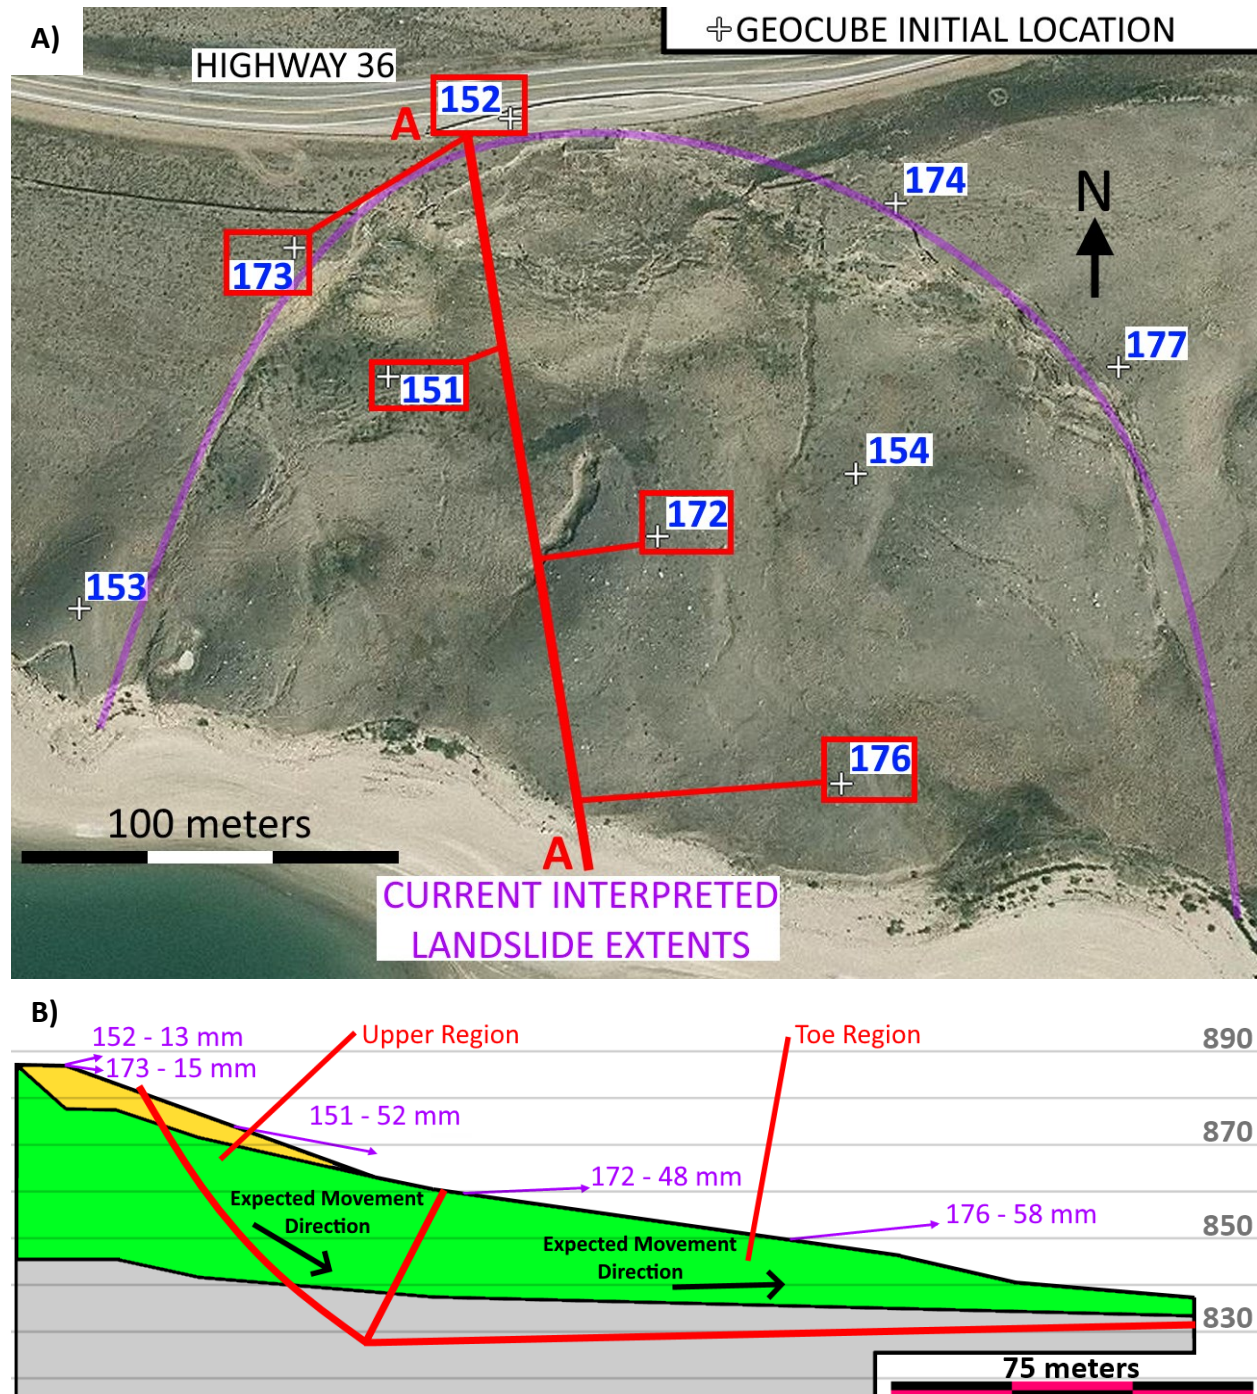 A)
GEOCUBE INITIAL LOCATION
HIGHWAY 36
152
A
174
N
173
177
151
154
172
153
176
100 meters
A
CURRENT INTERPRETED
LANDSLIDE EXTENTS
B)
152 - 13 mm
Upper Region
Toe Region
890
173 - 15 mm
151 - 52 mm
870
172 - 48 mm
Expected Movement
Direction
176 - 58 mm
850
Expected Movement
Direction
830
75 meters